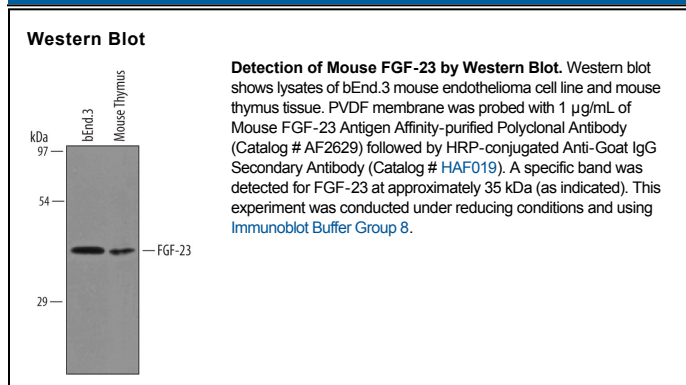 Western Blot
bEnd.3
Mouse Thymus
kDa
97
54
FGF-23
29
Detection of Mouse FGF-23 by Western Blot. Western blot
shows lysates of bEnd.3 mouse endothelioma cell line and mouse
thymus tissue. PVDF membrane was probed with 1 µg/mL of
Mouse FGF-23 Antigen Affinity-purified Polyclonal Antibody
(Catalog # AF2629) followed by HRP-conjugated Anti-Goat IgG
Secondary Antibody (Catalog # HAF019). A specific band was
detected for FGF-23 at approximately 35 kDa (as indicated). This
experiment was conducted under reducing conditions and using
Immunoblot Buffer Group 8.